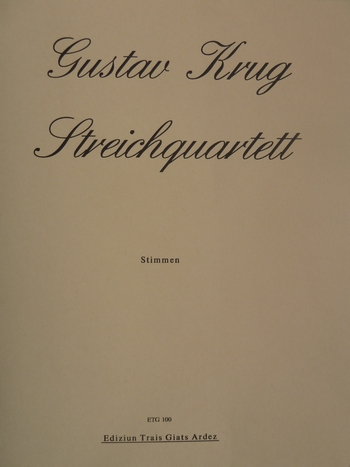 Gustav Krug
Streichquartett
Stimmen
ETG 100
Ediziun Trais Giats Ardez